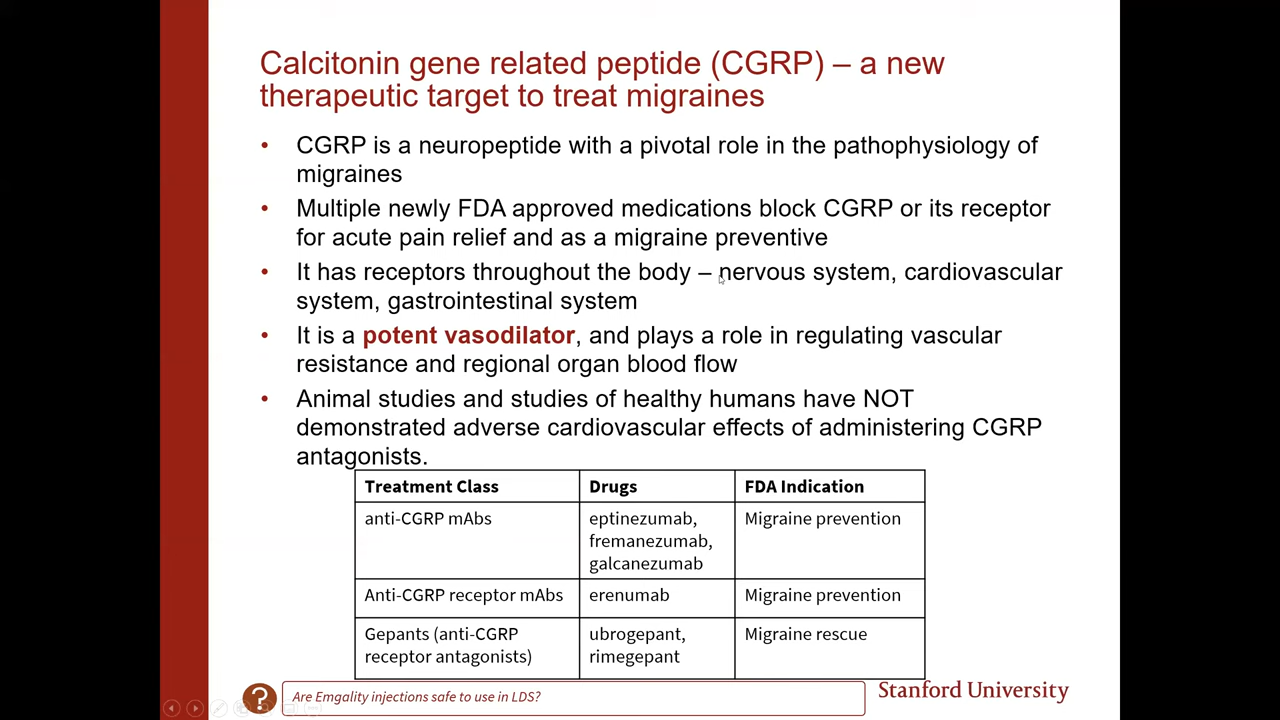 Calcitonin gene related peptide (CGRP) – a new
therapeutic target to treat migraines
• CGRP is a neuropeptide with a pivotal role in the pathophysiology of
migraines
• Multiple newly FDA approved medications block CGRP or its receptor
for acute pain relief and as a migraine preventive
• It has receptors throughout the body – nervous system, cardiovascular
system, gastrointestinal system
• It is a potent vasodilator, and plays a role in regulating vascular
resistance and regional organ blood flow
• Animal studies and studies of healthy humans have NOT
demonstrated adverse cardiovascular effects of administering CGRP
antagonists.
Treatment Class Drugs FDA Indication
anti-CGRP mAbs eptinezumab, Migraine prevention
fremanezumab,
galcanezumab
Anti-CGRP receptor mAbs erenumab Migraine prevention
Gepants (anti-CGRP ubrogepant, Migraine rescue
receptor antagonists) rimegepant
? Are Emgality injections safe to use in LDS?
Stanford University